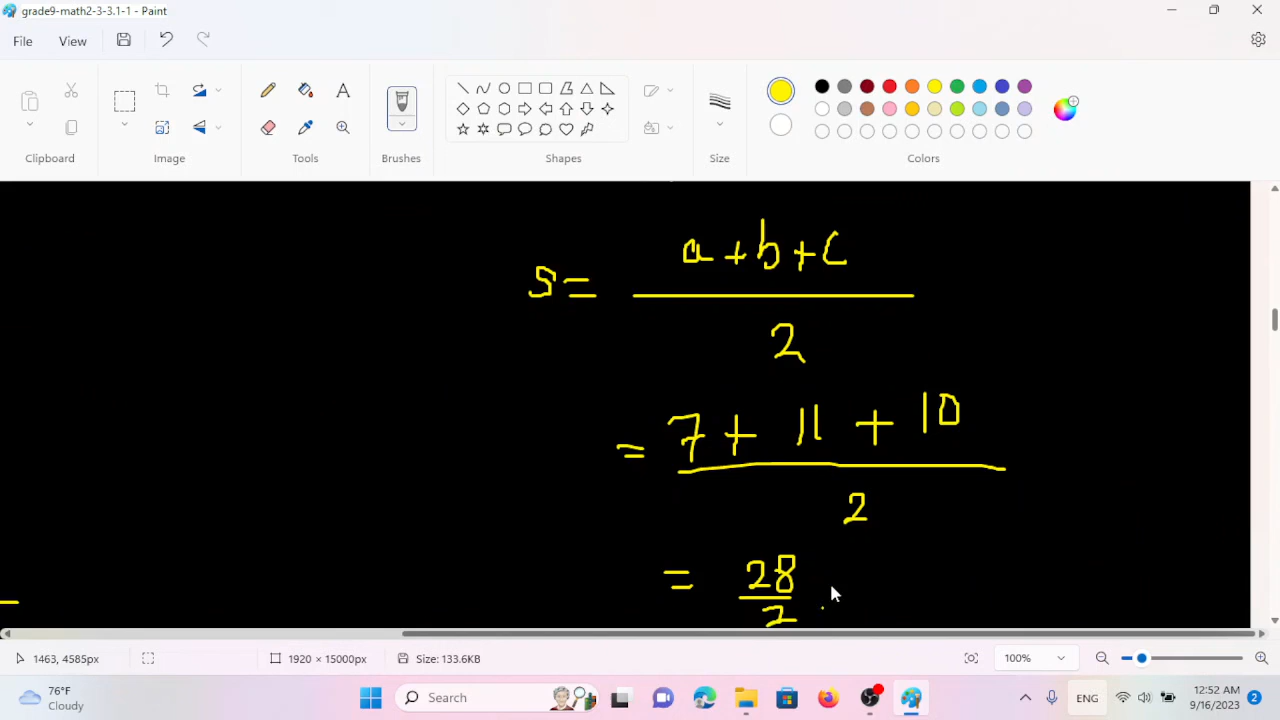 grade9-math2-3-3.1-1 - Paint
File View
Clipboard Image Tools Brushes Shapes Size Colors
s = a+b+c
2
= 7 + 11 + 10
2
= 28
2
1463, 4585px 1920 × 15000px Size: 133.6KB 100%
76°F
Cloudy
Search
ENG
12:52 AM
9/16/2023
2